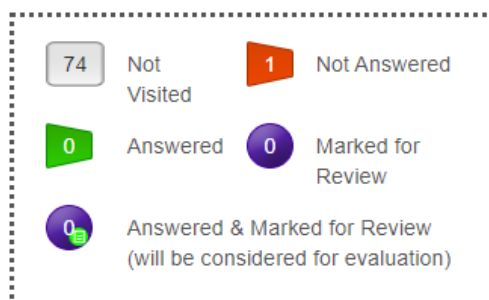 74 Not Visited 1 Not Answered
0 Answered 0 Marked for Review
0 Answered & Marked for Review
(will be considered for evaluation)